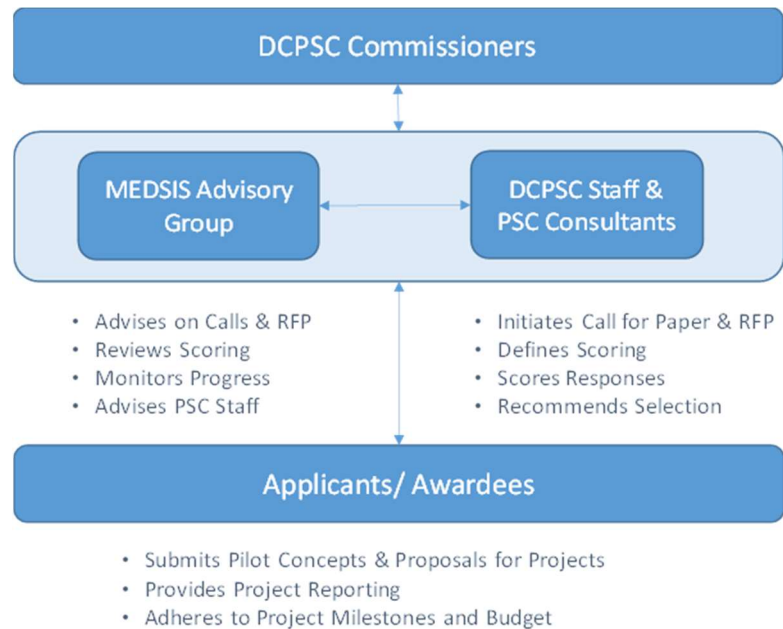 DCPSC Commissioners
MEDSIS Advisory
Group
DCPSC Staff &
PSC Consultants
• Advises on Calls & RFP
• Reviews Scoring
• Monitors Progress
• Advises PSC Staff
• Initiates Call for Paper & RFP
• Defines Scoring
• Scores Responses
• Recommends Selection
Applicants/ Awardees
• Submits Pilot Concepts & Proposals for Projects
• Provides Project Reporting
• Adheres to Project Milestones and Budget